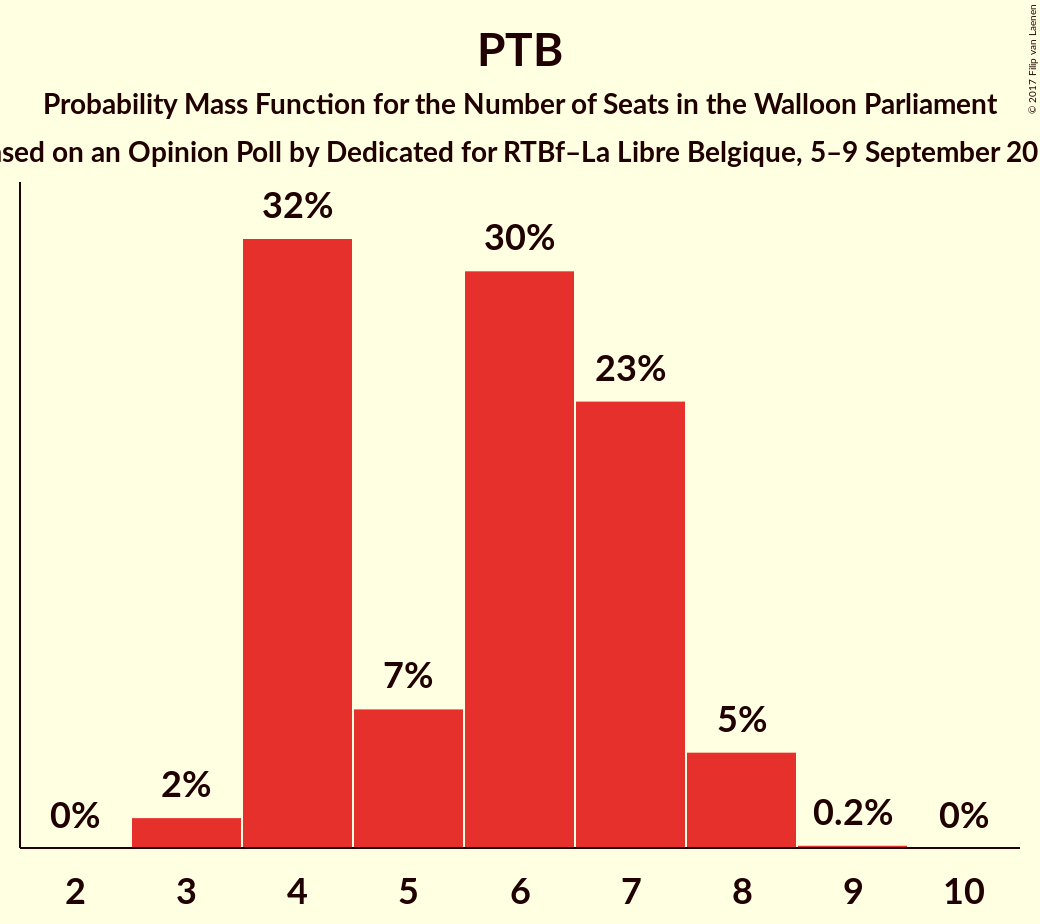 PTB
Probability Mass Function for the Number of Seats in the Walloon Parliament
on an Opinion Poll by Dedicated for RTBf–La Libre Belgique, 5–9 September
© 2017 Filip van Laenen
32%
30%
23%
7%
5%
2%
0%
0.2%
0%
2 3 4 5 6 7 8 9 10